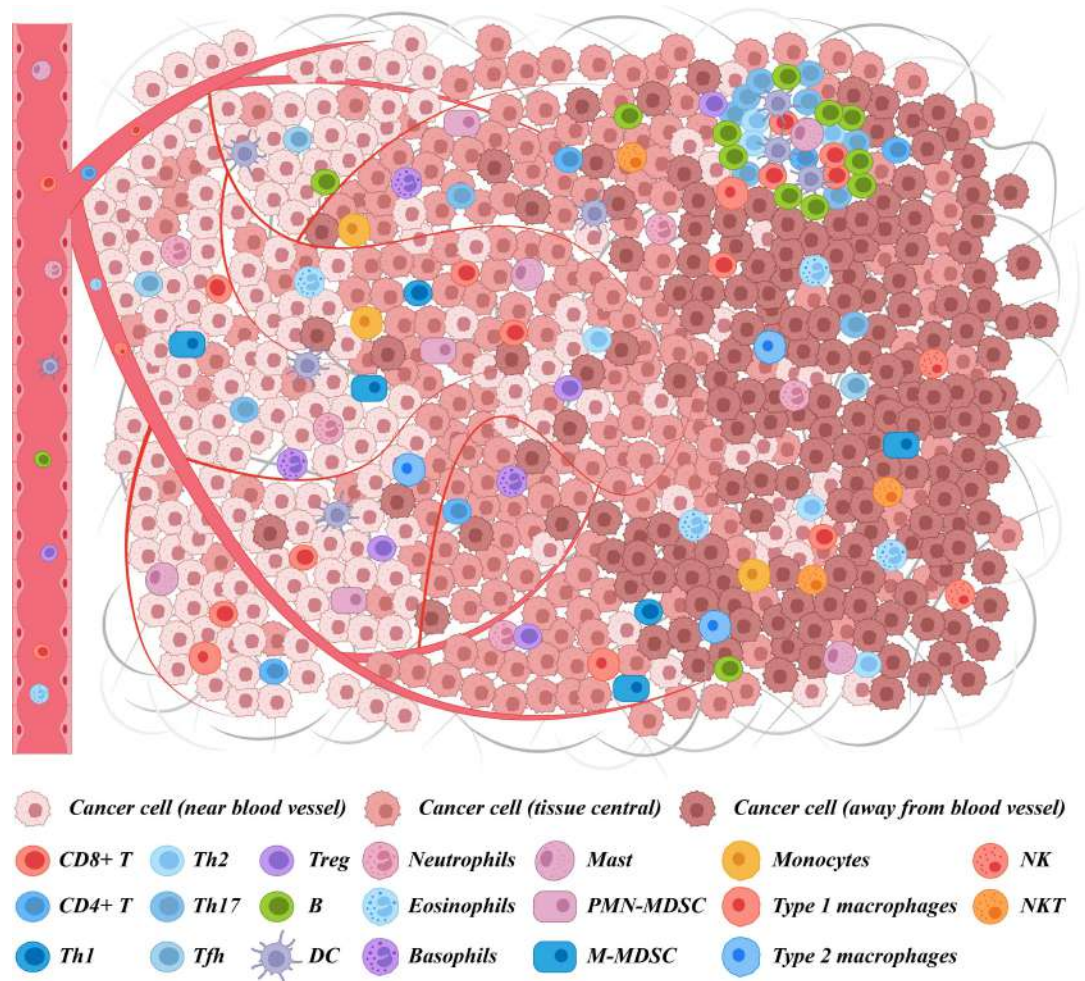 Cancer cell (near blood vessel) Cancer cell (tissue central) Cancer cell (away from blood vessel)
CD8+ T Th2 Treg Neutrophils Mast Monocytes NK
CD4+ T Th17 B Eosinophils PMN-MDSC Type 1 macrophages NKT
Th1 Tfh DC Basophils M-MDSC Type 2 macrophages